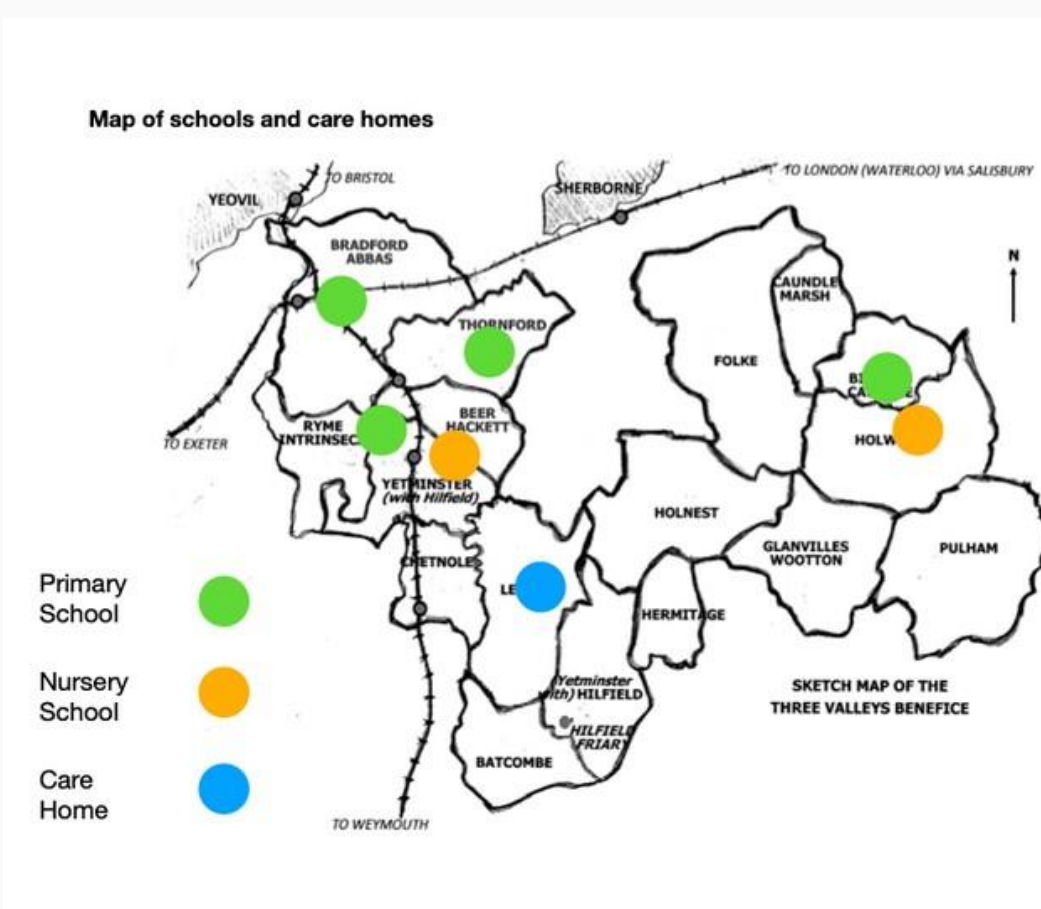 Map of schools and care homes
TO BRISTOL
YEOVIL
SHERBORNE
TO LONDON (WATERLOO) VIA SALISBURY
BRADFORD
ABBAS
N
CAUNDLE
MARSH
THORNFORD
FOLKE
TO EXETER
RYME
BEER
HACKETT
YETMINSTER
(with Hilfield)
HOLNEST
GLANVILLES
WOOTTON
PULHAM
CHETNOLE
HERMITAGE
(Yetminster
with) HILFIELD
HILFIELD
FRIARY
BATCOMBE
SKETCH MAP OF THE
THREE VALLEYS BENEFICE
TO WEYMOUTH
Primary
School
Nursery
School
Care
Home